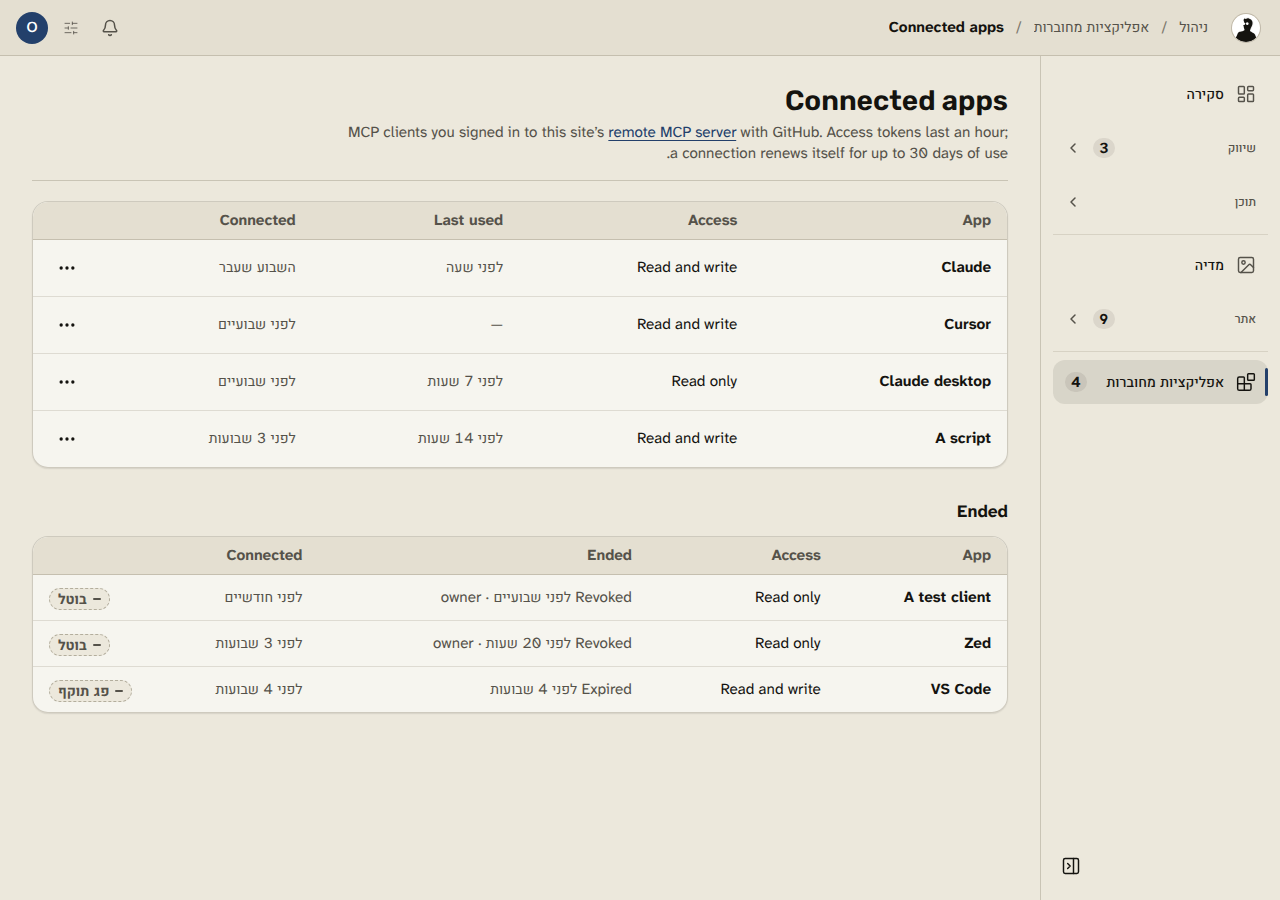 ניהול / אפליקציות מחוברות / Connected apps
O
סקירה
שיווק 3
תוכן
מדיה
אתר 9
אפליקציות מחוברות 4
Connected apps
MCP clients you signed in to this site’s remote MCP server with GitHub. Access tokens last an hour;
a connection renews itself for up to 30 days of use.
App Access Last used Connected
Claude Read and write לפני שעה השבוע שעבר
Cursor Read and write — לפני שבועיים
Claude desktop Read only לפני 7 שעות לפני שבועיים
A script Read and write לפני 14 שעות לפני 3 שבועות
Ended
App Access Ended Connected
A test client Read only Revoked לפני שבועיים · owner לפני חודשיים – בוטל
Zed Read only Revoked לפני 20 שעות · owner לפני 3 שבועות – בוטל
VS Code Read and write Expired לפני 4 שבועות לפני 4 שבועות – פג תוקף